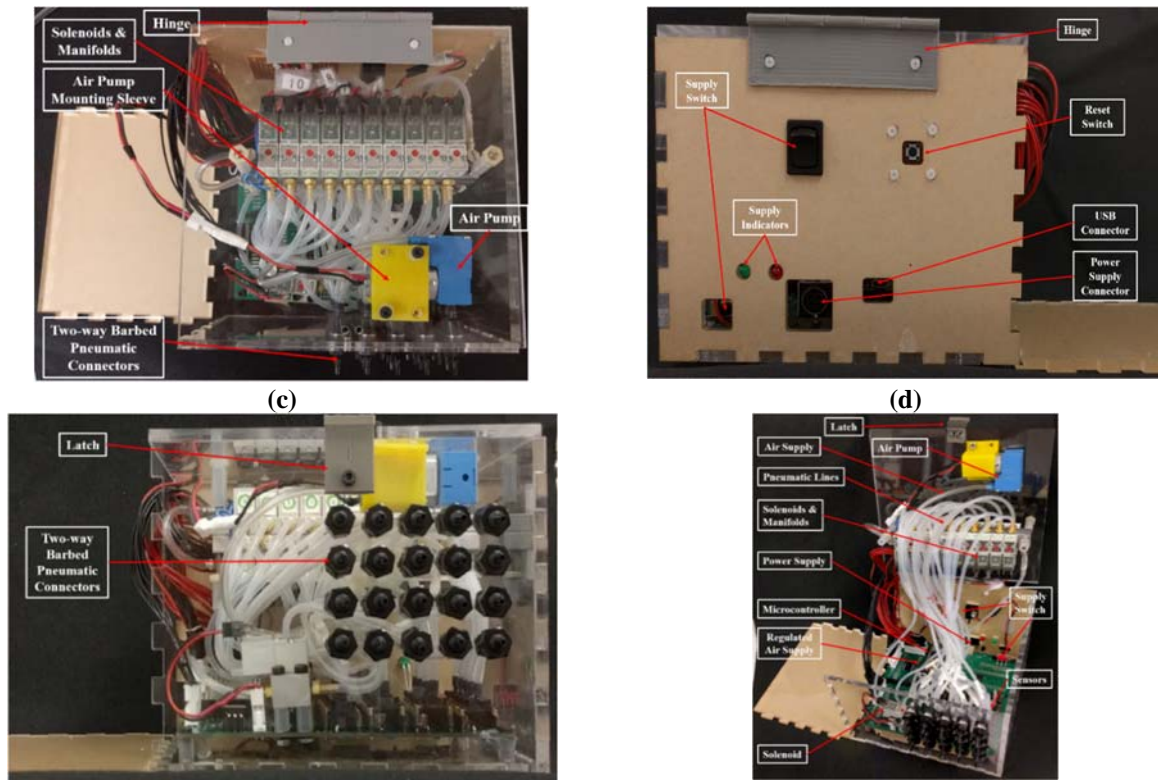 Hinge
Solenoids &
Manifolds
Air Pump
Mounting Sleeve
10
Air Pump
Two-way Barbed
Pneumatic
Connectors
Hinge
Supply
Switch
Reset
Switch
Supply
Indicators
USB
Connector
Power
Supply
Connector
(c)
(d)
Latch
Two-way
Barbed
Pneumatic
Connectors
Latch
Air Supply
Air Pump
Pneumatic Lines
Solenoids &
Manifolds
Power Supply
Supply
Switch
Microcontroller
Regulated
Air Supply
Sensors
Solenoid